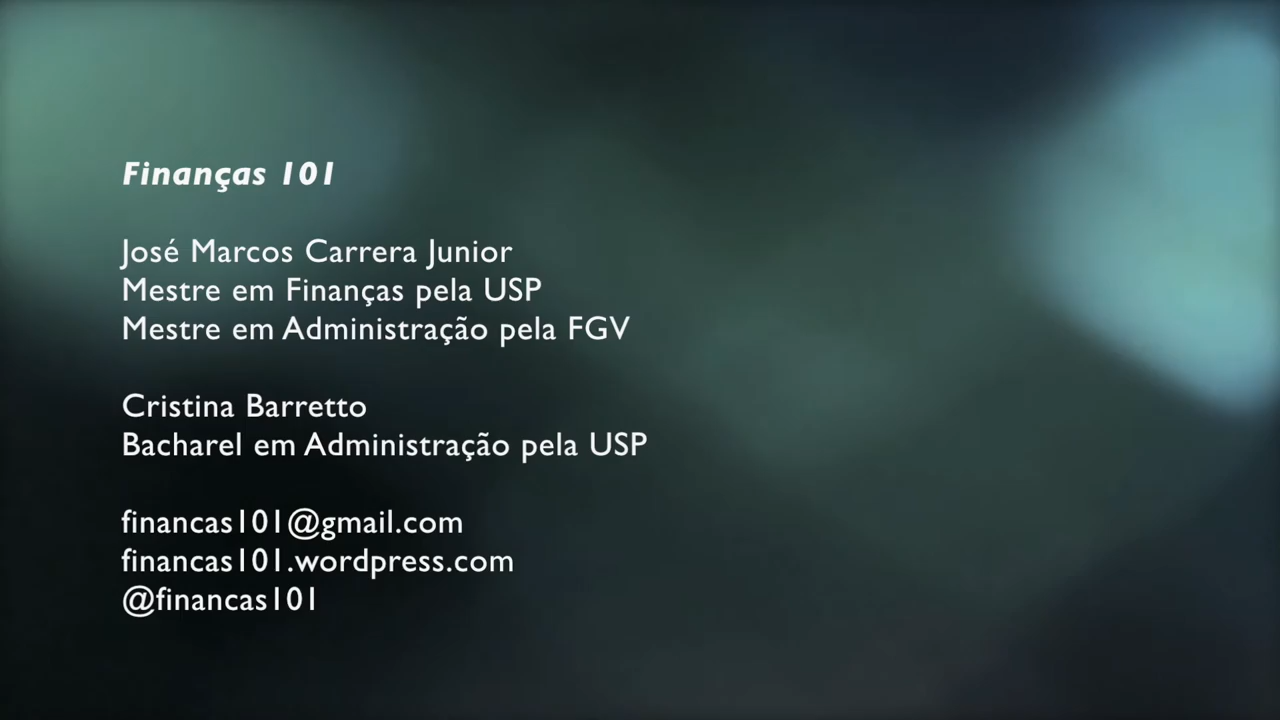 Finanças 101
José Marcos Carrera Junior
Mestre em Finanças pela USP
Mestre em Administração pela FGV
Cristina Barretto
Bacharel em Administração pela USP
financas101@gmail.com
financas101.wordpress.com
@financas101